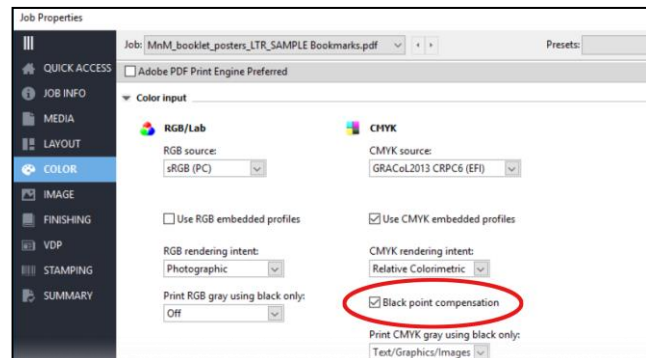 Job Properties
Job: MnM_booklet_posters_LTR_SAMPLE Bookmarks.pdf Presets:
QUICK ACCESS
Adobe PDF Print Engine Preferred
JOB INFO
Color input
MEDIA
RGB/Lab CMYK
LAYOUT
RGB source: CMYK source:
COLOR
sRGB (PC) GRACoL2013 CRPC6 (EFI)
IMAGE
FINISHING
Use RGB embedded profiles Use CMYK embedded profiles
VDP
RGB rendering intent: CMYK rendering intent:
STAMPING
Photographic Relative Colorimetric
SUMMARY
Print RGB gray using black only: Black point compensation
Off
Print CMYK gray using black only:
Text/Graphics/Images